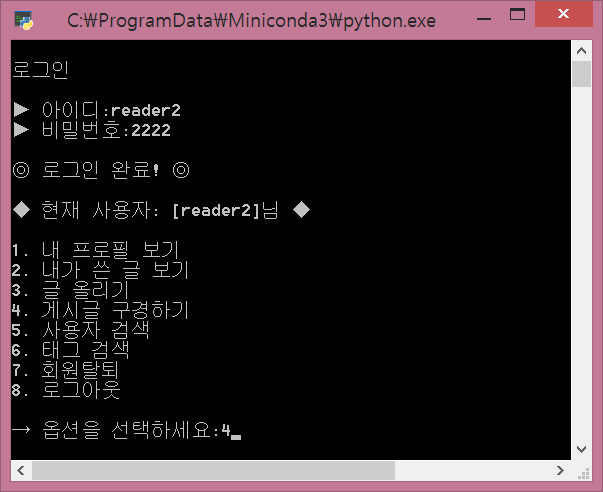 C:₩ProgramData₩Miniconda3₩python.exe
로그인
▶ 아이디:reader2
▶ 비밀번호:2222
◎ 로그인 완료! ◎
◆ 현재 사용자: [reader2]님 ◆
1. 내 프로필 보기
2. 내가 쓴 글 보기
3. 글 올리기
4. 게시글 구경하기
5. 사용자 검색
6. 태그 검색
7. 회원탈퇴
8. 로그아웃
→ 옵션을 선택하세요:4